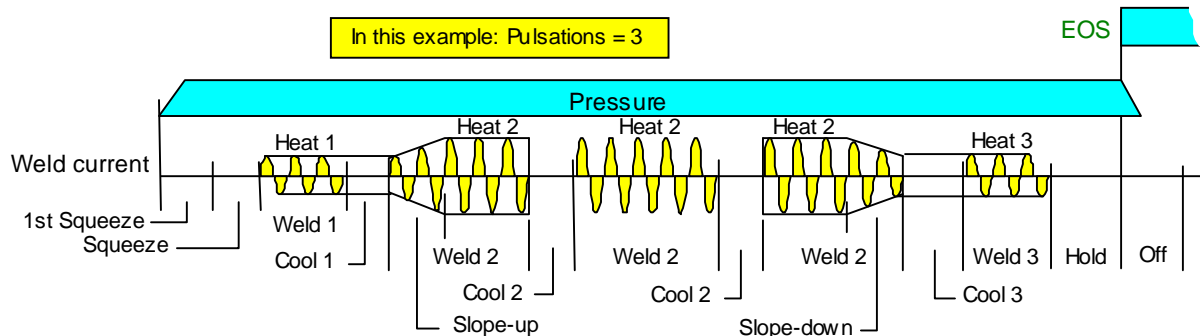 In this example: Pulsations = 3
EOS
Pressure
Heat 1
Heat 2
Heat 2
Heat 2
Heat 3
Weld current
1st Squeeze
Squeeze
Weld 1
Cool 1
Weld 2
Cool 2
Slope-up
Weld 2
Cool 2
Weld 2
Slope-down
Cool 3
Weld 3
Hold
Off